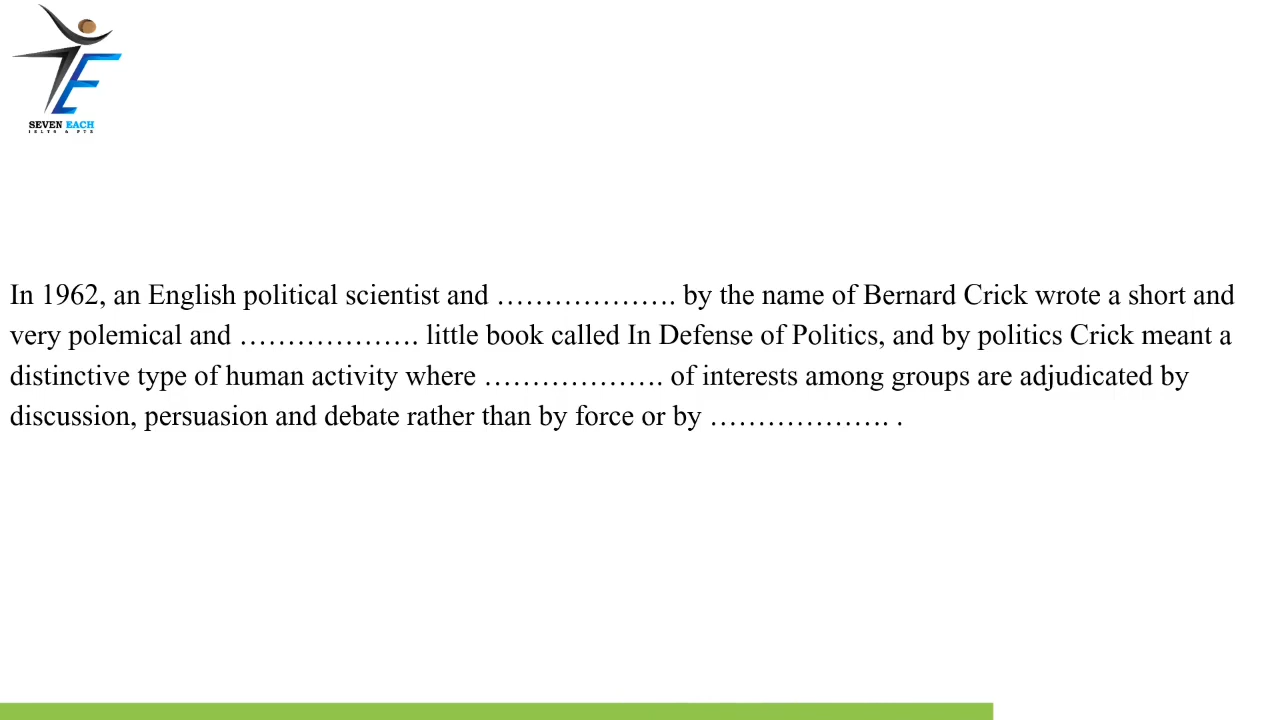 SEVEN EACH
IELTS & PTE
In 1962, an English political scientist and ………………. by the name of Bernard Crick wrote a short and
very polemical and ………………. little book called In Defense of Politics, and by politics Crick meant a
distinctive type of human activity where ………………. of interests among groups are adjudicated by
discussion, persuasion and debate rather than by force or by ………………. .